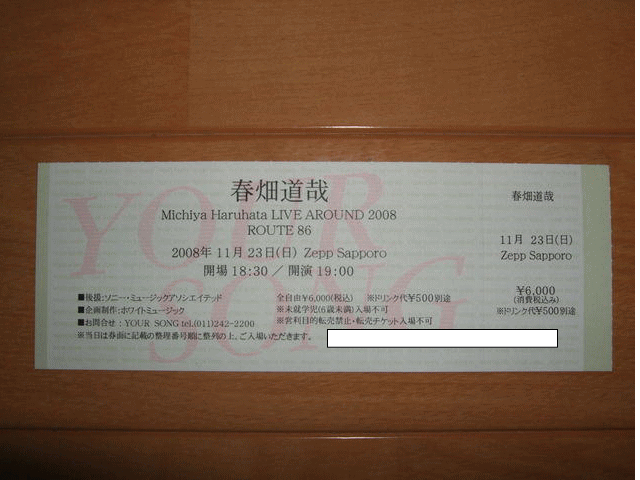 YOUR SONG
春畑道哉
Michiya Haruhata LIVE AROUND 2008
ROUTE 86
2008年 11月 23日(日) Zepp Sapporo
開場 18:30 / 開演 19:00
■後援:ソニー・ミュージックアソシエイテッド
■企画制作:ホワイトミュージック
■お問合せ:YOUR SONG tel.(011)242-2200
全自由¥6,000(税込) ※ドリンク代¥500別途
※未就学児(6歳未満)入場不可
※営利目的転売禁止・転売チケット入場不可
※当日は券面に記載の整理番号順に整列の上、ご入場いただきます。
春畑道哉
11月 23日(日)
Zepp Sapporo
¥6,000
(消費税込み)
※ドリンク代¥500別途